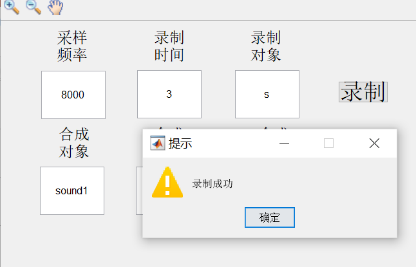 采样 录制 录制
频率 时间 对象
8000 3 s 录制
合成
对象
提示
sound1
录制成功
确定